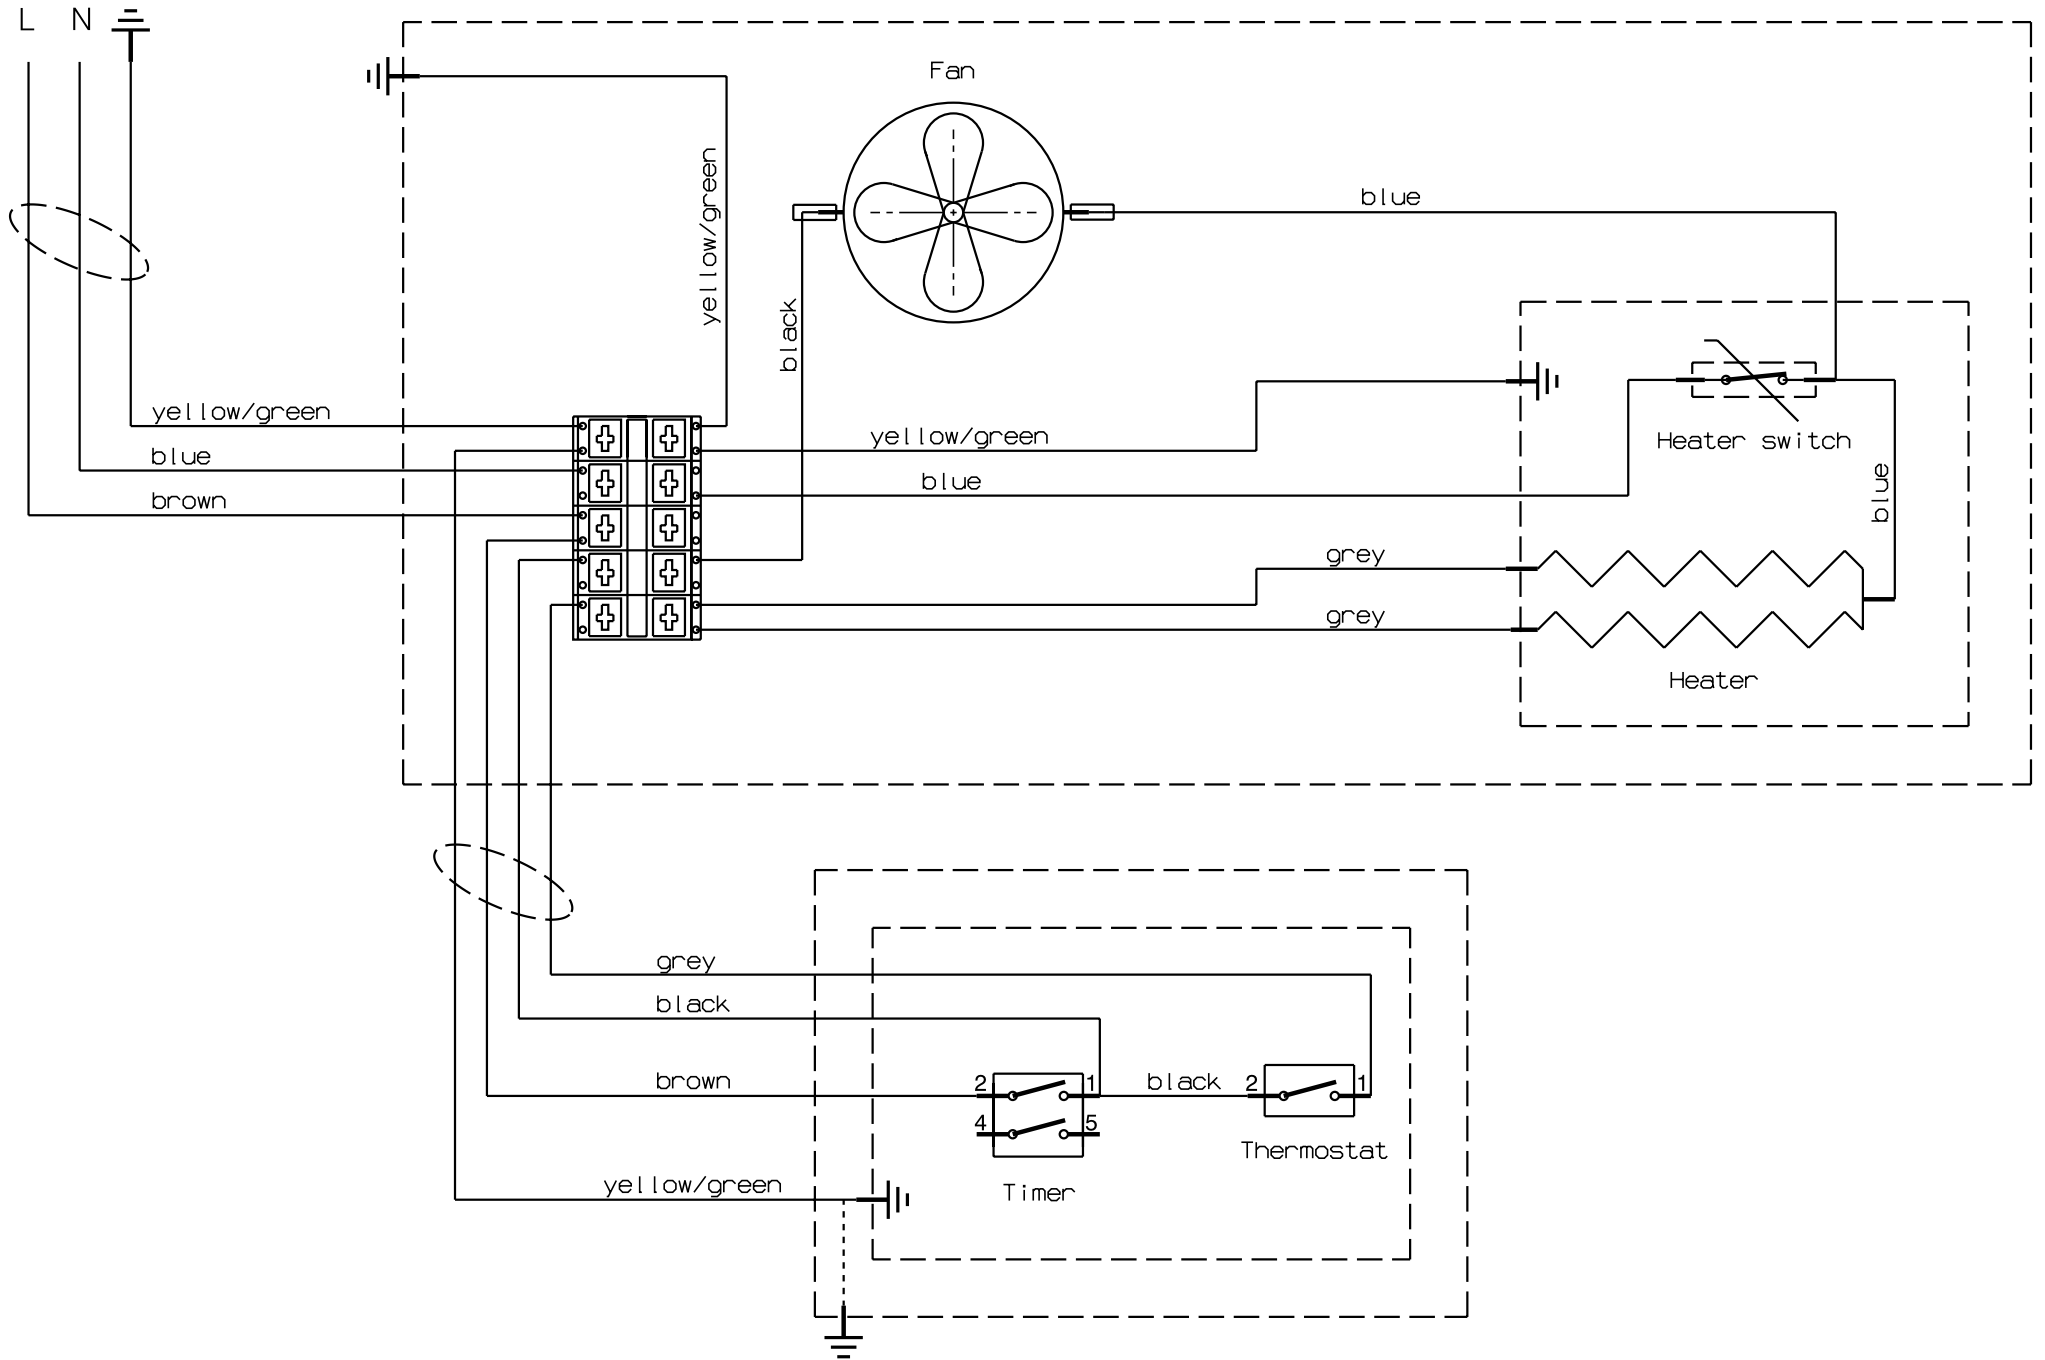 L N
Fan
yellow/green
blue
black
yellow/green
blue
brown
yellow/green
blue
Heater switch
blue
grey
grey
Heater
grey
black
brown
2 1
black
2 1
4 5
Thermostat
yellow/green
Timer